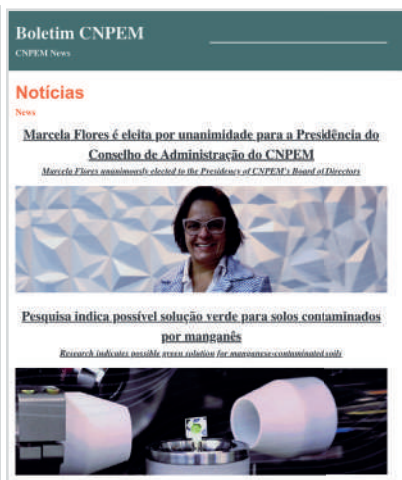 Boletim CNPEM
CNPEM News
Notícias
News
Marcela Flores é eleita por unanimidade para a Presidência do
Conselho de Administração do CNPEM
Marcela Flores unanimously elected to the Presidency of CNPEM's Board of Directors
Pesquisa indica possível solução verde para solos contaminados
por manganês
Research indicates possible green solution for manganese-contaminated soils